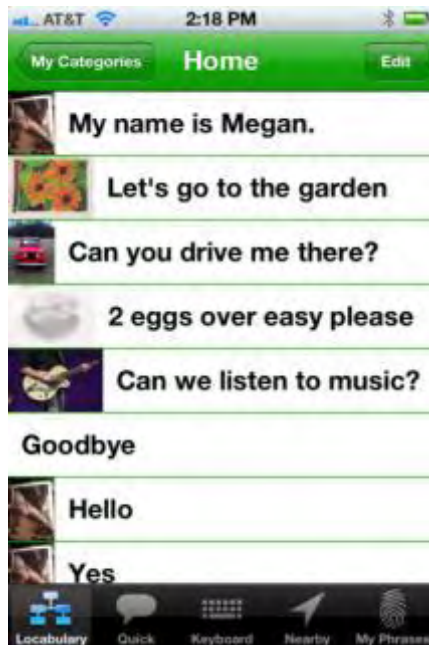 AT&T 2:18 PM
My Categories Home Edit
My name is Megan.
Let's go to the garden
Can you drive me there?
2 eggs over easy please
Can we listen to music?
Goodbye
Hello
Yes
Locabulary Quick Keyboard Nearby My Phrases